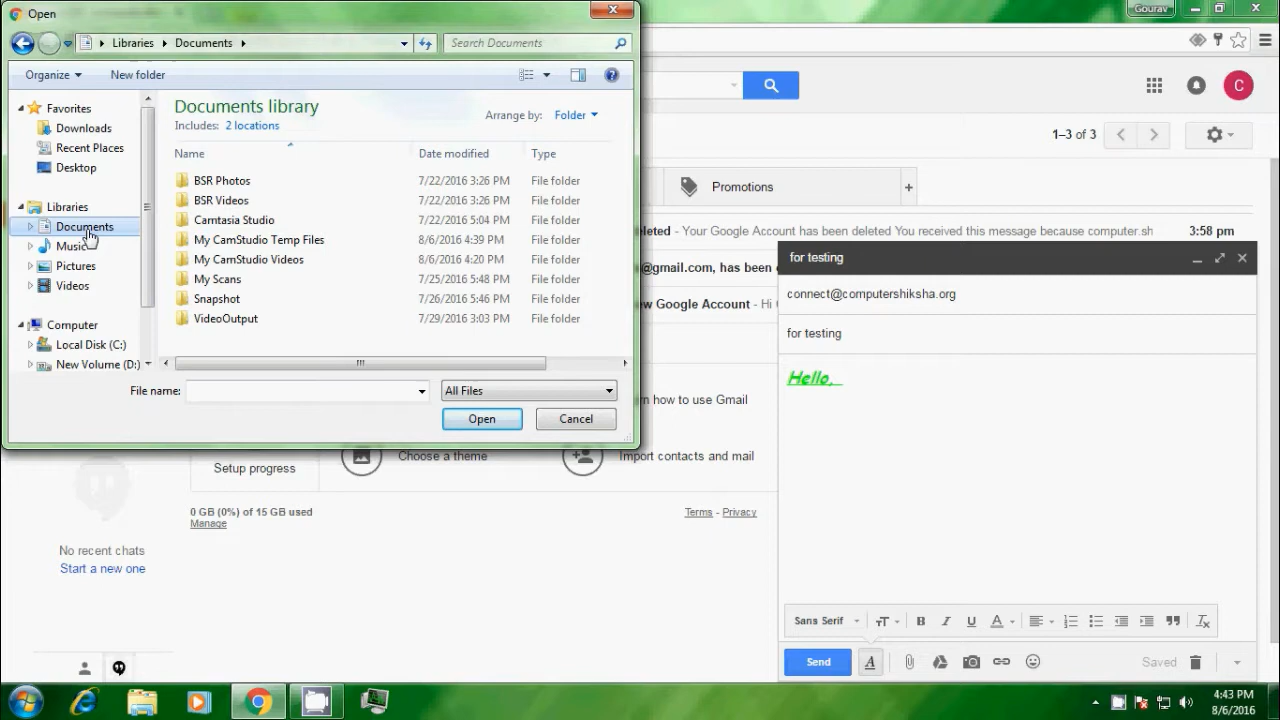 Open
Gourav
Libraries Documents
Search Documents
Organize New folder
Favorites
Downloads
Recent Places
Desktop
Libraries
Documents
Music
Pictures
Videos
Computer
Local Disk (C:)
New Volume (D:)
Documents library
Includes: 2 locations
Arrange by: Folder
Name Date modified Type
BSR Photos 7/22/2016 3:26 PM File folder
BSR Videos 7/22/2016 3:26 PM File folder
Camtasia Studio 7/22/2016 5:04 PM File folder
My CamStudio Temp Files 8/6/2016 4:39 PM File folder
My CamStudio Videos 8/6/2016 4:20 PM File folder
My Scans 7/25/2016 5:48 PM File folder
Snapshot 7/26/2016 5:46 PM File folder
VideoOutput 7/29/2016 3:03 PM File folder
File name:
All Files
Open Cancel
C
1–3 of 3
Promotions
+
eleted - Your Google Account has been deleted You received this message because computer.sh 3:58 pm
@gmail.com, has been
ew Google Account - Hi
n how to use Gmail
Setup progress
Choose a theme
Import contacts and mail
0 GB (0%) of 15 GB used
Manage
Terms - Privacy
No recent chats
Start a new one
for testing
connect@computershiksha.org
for testing
Hello,
Sans Serif
Send
Saved
4:43 PM
8/6/2016